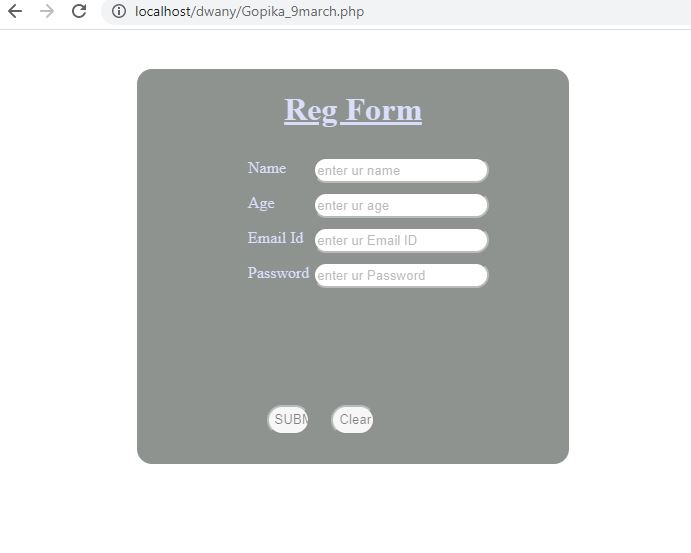 localhost/dwany/Gopika_9march.php
Reg Form
Name enter ur name
Age enter ur age
Email Id enter ur Email ID
Password enter ur Password
SUBM Clear